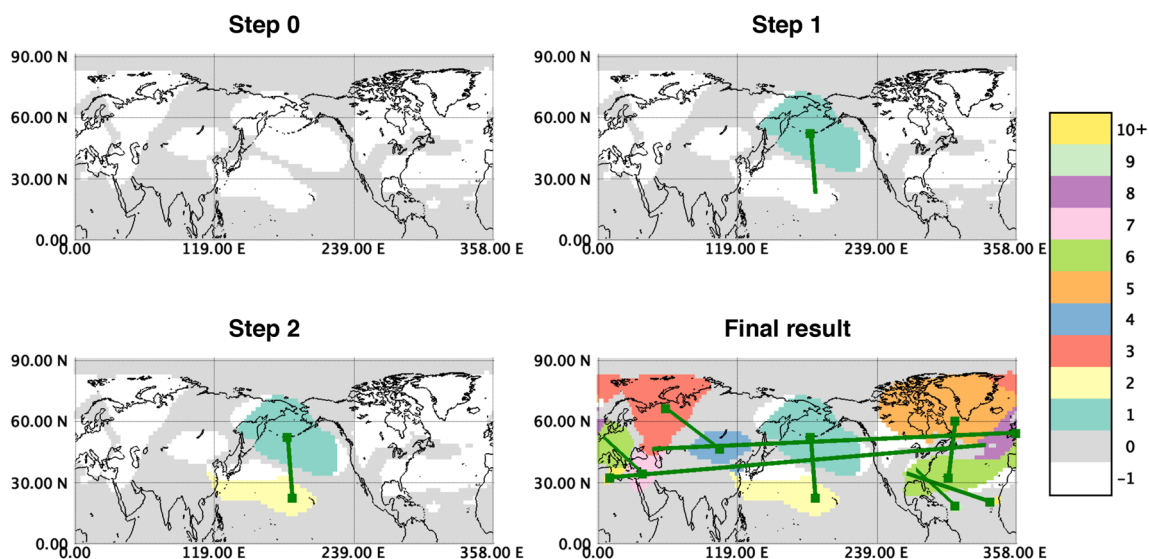 Step 0
Step 1
90.00 N
60.00 N
30.00 N
0.00
0.00
119.00 E
239.00 E
358.00 E
90.00 N
60.00 N
30.00 N
0.00
0.00
119.00 E
239.00 E
358.00 E
Step 2
Final result
90.00 N
60.00 N
30.00 N
0.00
0.00
119.00 E
239.00 E
358.00 E
90.00 N
60.00 N
30.00 N
0.00
0.00
119.00 E
239.00 E
358.00 E
10+
9
8
7
6
5
4
3
2
1
0
−1